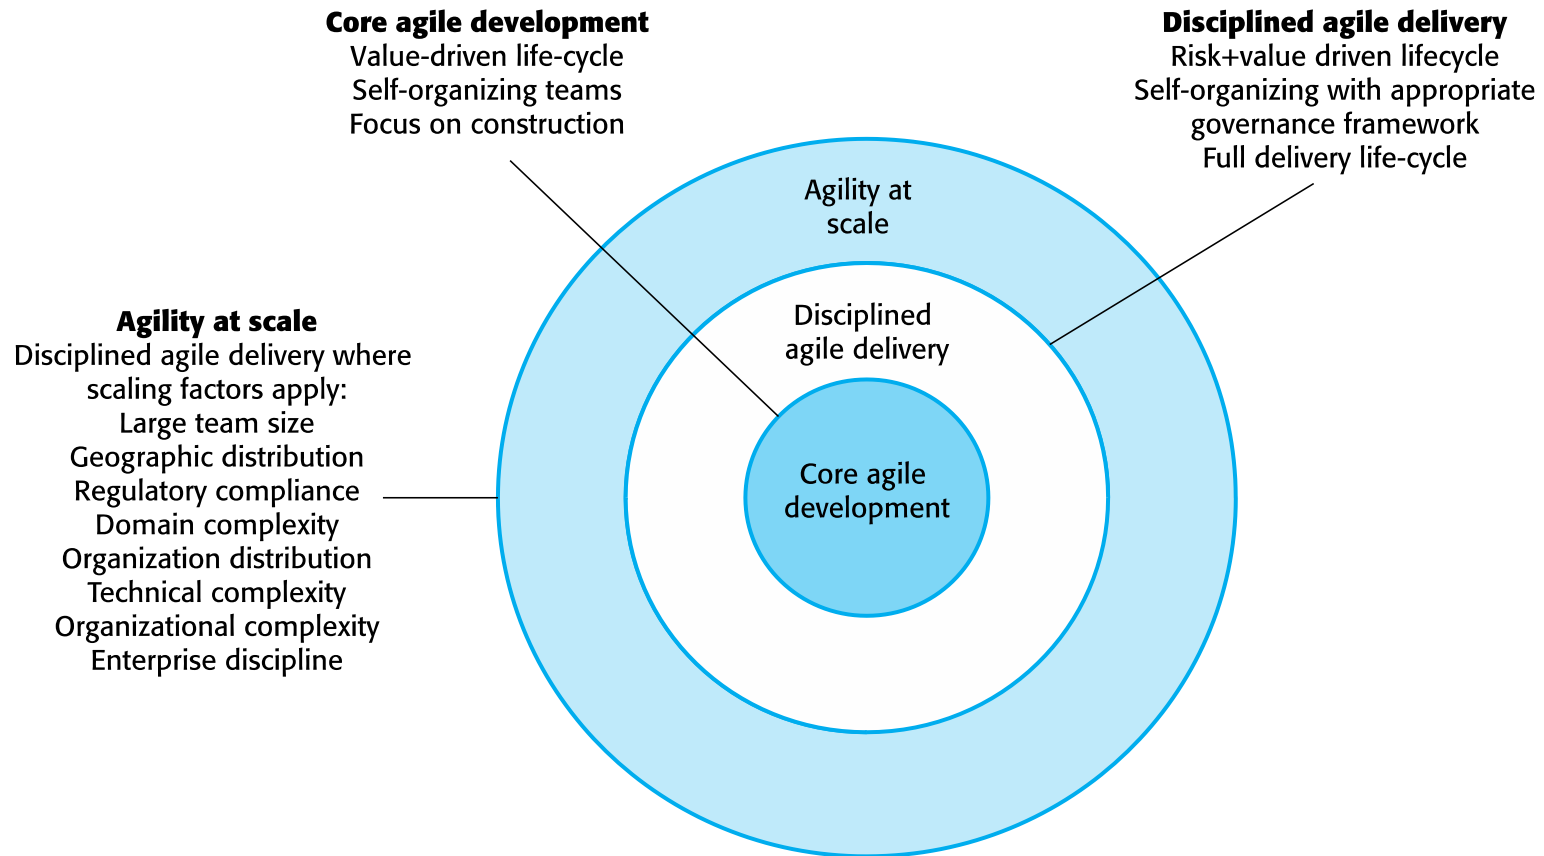 Core agile development
Value-driven life-cycle
Self-organizing teams
Focus on construction
Disciplined agile delivery
Risk+value driven lifecycle
Self-organizing with appropriate
governance framework
Full delivery life-cycle
Agility at scale
Disciplined agile delivery where
scaling factors apply:
Large team size
Geographic distribution
Regulatory compliance
Domain complexity
Organization distribution
Technical complexity
Organizational complexity
Enterprise discipline
Agility at
scale
Disciplined
agile delivery
Core agile
development